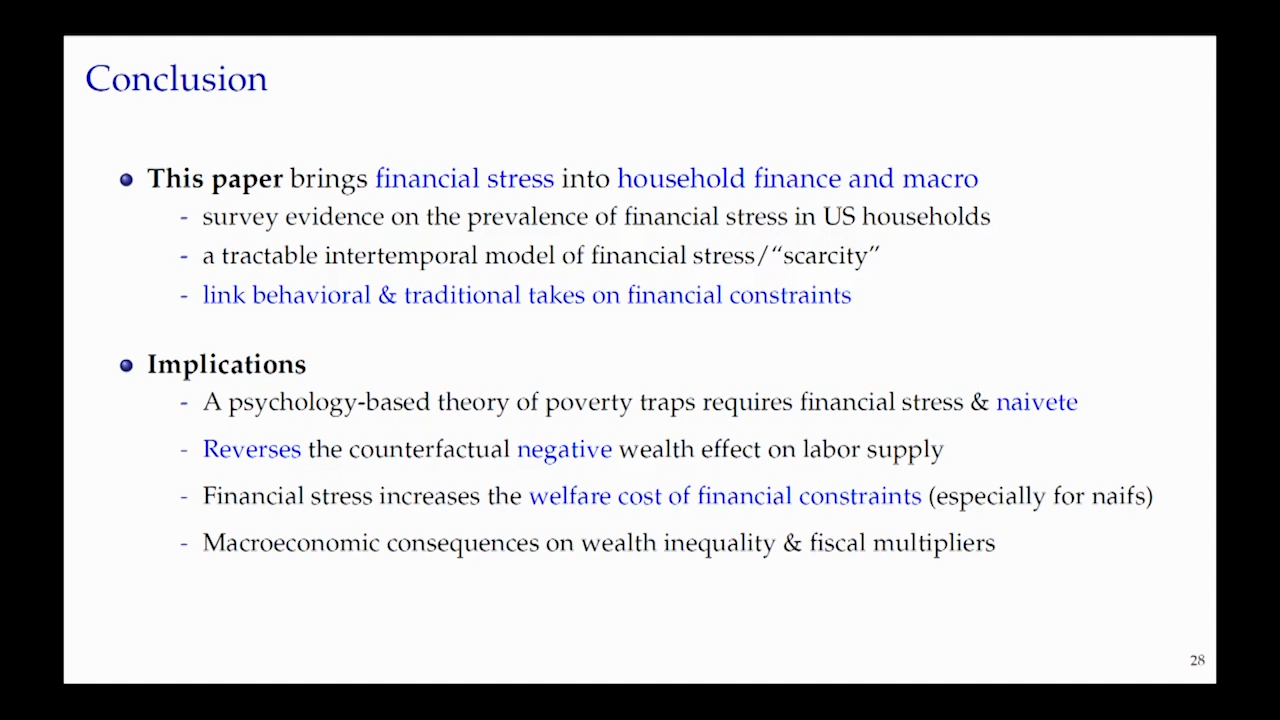 Conclusion
This paper brings financial stress into household finance and macro
- survey evidence on the prevalence of financial stress in US households
- a tractable intertemporal model of financial stress/“scarcity”
- link behavioral & traditional takes on financial constraints
Implications
- A psychology-based theory of poverty traps requires financial stress & naivete
- Reverses the counterfactual negative wealth effect on labor supply
- Financial stress increases the welfare cost of financial constraints (especially for naifs)
- Macroeconomic consequences on wealth inequality & fiscal multipliers
28